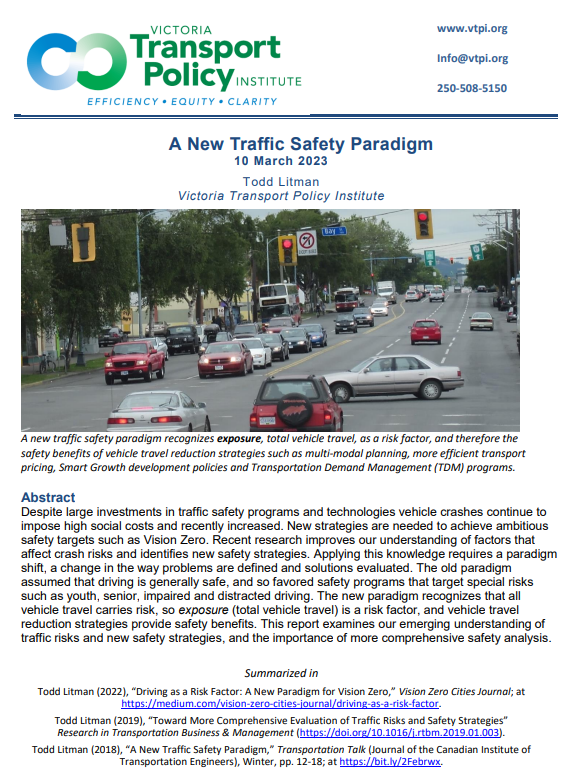 VICTORIA
Transport
Policy INSTITUTE
EFFICIENCY • EQUITY • CLARITY
www.vtpi.org
Info@vtpi.org
250-508-5150
A New Traffic Safety Paradigm
10 March 2023
Todd Litman
Victoria Transport Policy Institute
Bay
A new traffic safety paradigm recognizes exposure, total vehicle travel, as a risk factor, and therefore the
safety benefits of vehicle travel reduction strategies such as multi-modal planning, more efficient transport
pricing, Smart Growth development policies and Transportation Demand Management (TDM) programs.
Abstract
Despite large investments in traffic safety programs and technologies vehicle crashes continue to
impose high social costs and recently increased. New strategies are needed to achieve ambitious
safety targets such as Vision Zero. Recent research improves our understanding of factors that
affect crash risks and identifies new safety strategies. Applying this knowledge requires a paradigm
shift, a change in the way problems are defined and solutions evaluated. The old paradigm
assumed that driving is generally safe, and so favored safety programs that target special risks
such as youth, senior, impaired and distracted driving. The new paradigm recognizes that all
vehicle travel carries risk, so exposure (total vehicle travel) is a risk factor, and vehicle travel
reduction strategies provide safety benefits. This report examines our emerging understanding of
traffic risks and new safety strategies, and the importance of more comprehensive safety analysis.
Summarized in
Todd Litman (2022), “Driving as a Risk Factor: A New Paradigm for Vision Zero,” Vision Zero Cities Journal; at
https://medium.com/vision-zero-cities-journal/driving-as-a-risk-factor.
Todd Litman (2019), “Toward More Comprehensive Evaluation of Traffic Risks and Safety Strategies”
Research in Transportation Business & Management (https://doi.org/10.1016/j.rtbm.2019.01.003).
Todd Litman (2018), “A New Traffic Safety Paradigm,” Transportation Talk (Journal of the Canadian Institute of
Transportation Engineers), Winter, pp. 12-18; at https://bit.ly/2Febrwx.